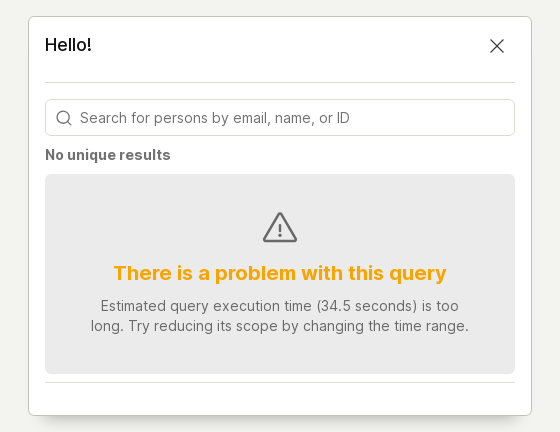 Hello!
Search for persons by email, name, or ID
No unique results
There is a problem with this query
Estimated query execution time (34.5 seconds) is too
long. Try reducing its scope by changing the time range.